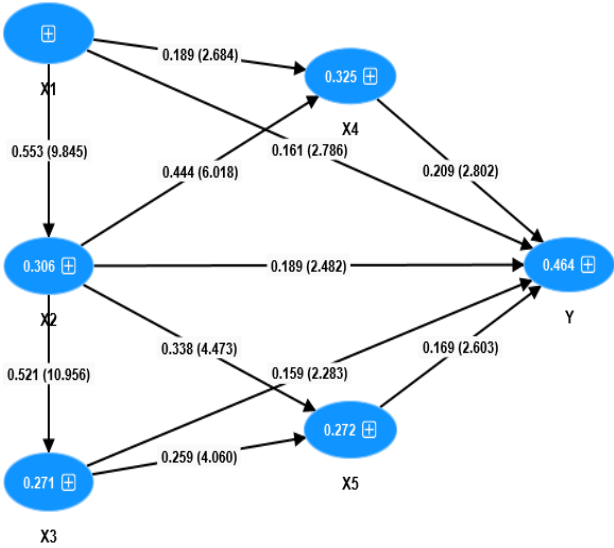 X1
0.189 (2.684)
0.325
X4
0.553 (9.845)
0.161 (2.786)
0.444 (6.018)
0.209 (2.802)
0.306
X2
0.189 (2.482)
0.464
Y
0.338 (4.473)
0.169 (2.603)
0.521 (10.956)
0.159 (2.283)
0.272
X5
0.259 (4.060)
0.271
X3